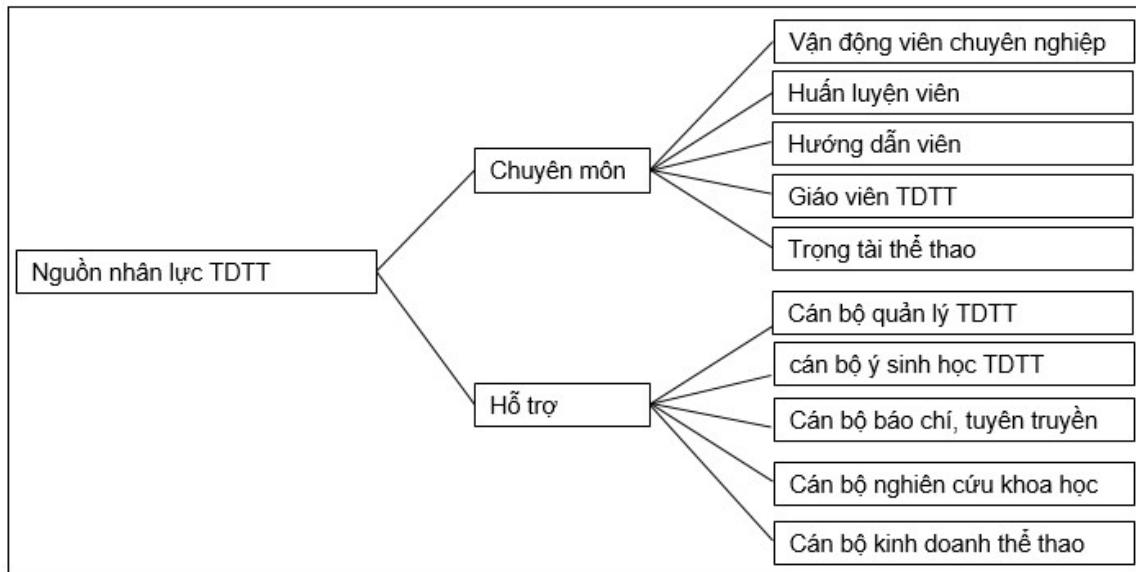 Nguồn nhân lực TDTT
Chuyên môn
Vận động viên chuyên nghiệp
Huấn luyện viên
Hướng dẫn viên
Giáo viên TDTT
Trọng tài thể thao
Hỗ trợ
Cán bộ quản lý TDTT
cán bộ ý sinh học TDTT
Cán bộ báo chí, tuyên truyền
Cán bộ nghiên cứu khoa học
Cán bộ kinh doanh thể thao